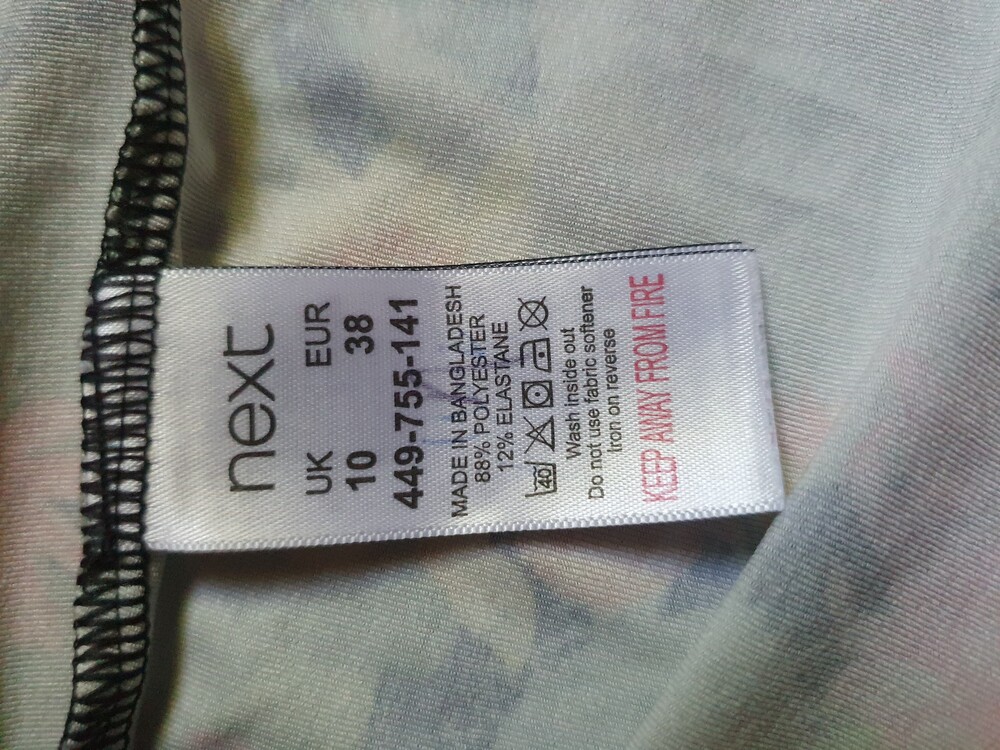 next
UK EUR
10 38
449-755-141
MADE IN BANGLADESH
88% POLYESTER
12% ELASTANE
40
Wash inside out
Do not use fabric softener
Iron on reverse
KEEP AWAY FROM FIRE